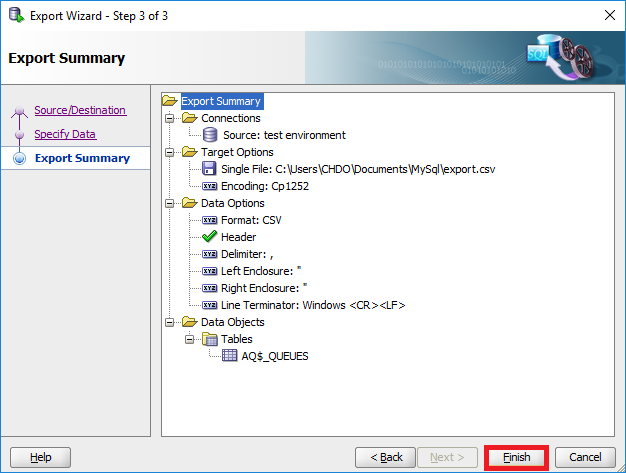 Export Wizard - Step 3 of 3
Export Summary
SQL
Source/Destination
Specify Data
Export Summary
Export Summary
Connections
Source: test environment
Target Options
Single File: C:\Users\CHDO\Documents\MySql\export.csv
Encoding: Cp1252
Data Options
Format: CSV
Header
Delimiter: ,
Left Enclosure: "
Right Enclosure: "
Line Terminator: Windows <CR><LF>
Data Objects
Tables
AQ$_QUEUES
Help
< Back
Next >
Finish
Cancel